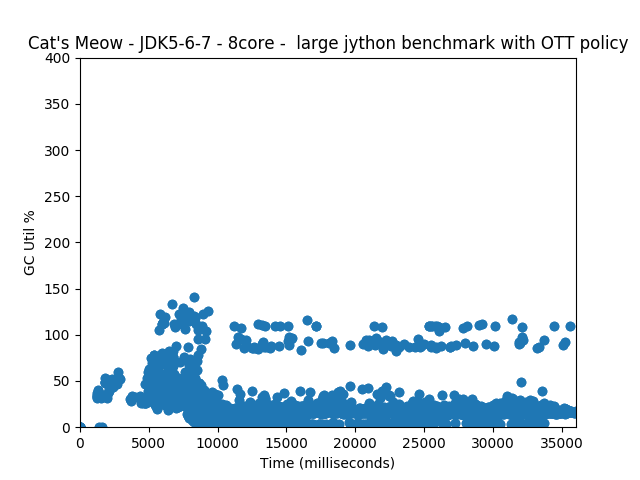 Cat's Meow - JDK5-6-7 - 8core -  large jython benchmark with OTT policy
400
350
300
250
200
150
100
50
0
GC Util %
0 5000 10000 15000 20000 25000 30000 35000
Time (milliseconds)